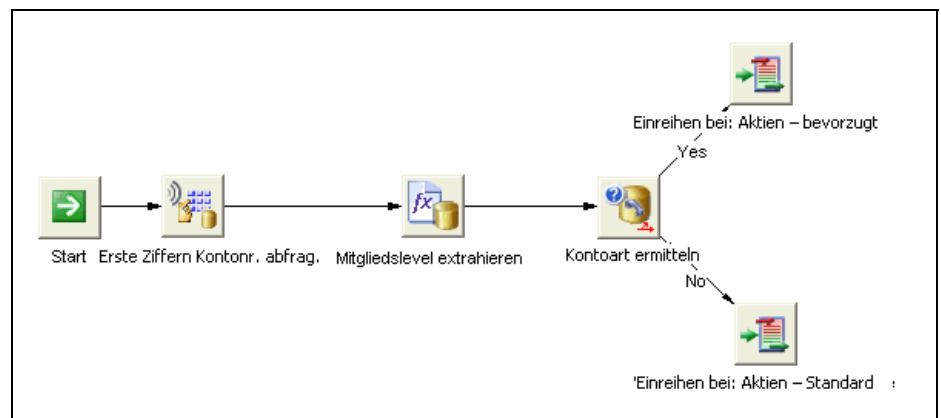 Einreihen bei: Aktien – bevorzugt
Yes
Start
Erste Ziffern Kontonr. abfrag.
Mitgliedslevel extrahieren
Kontoart ermitteln
No
'Einreihen bei: Aktien – Standard